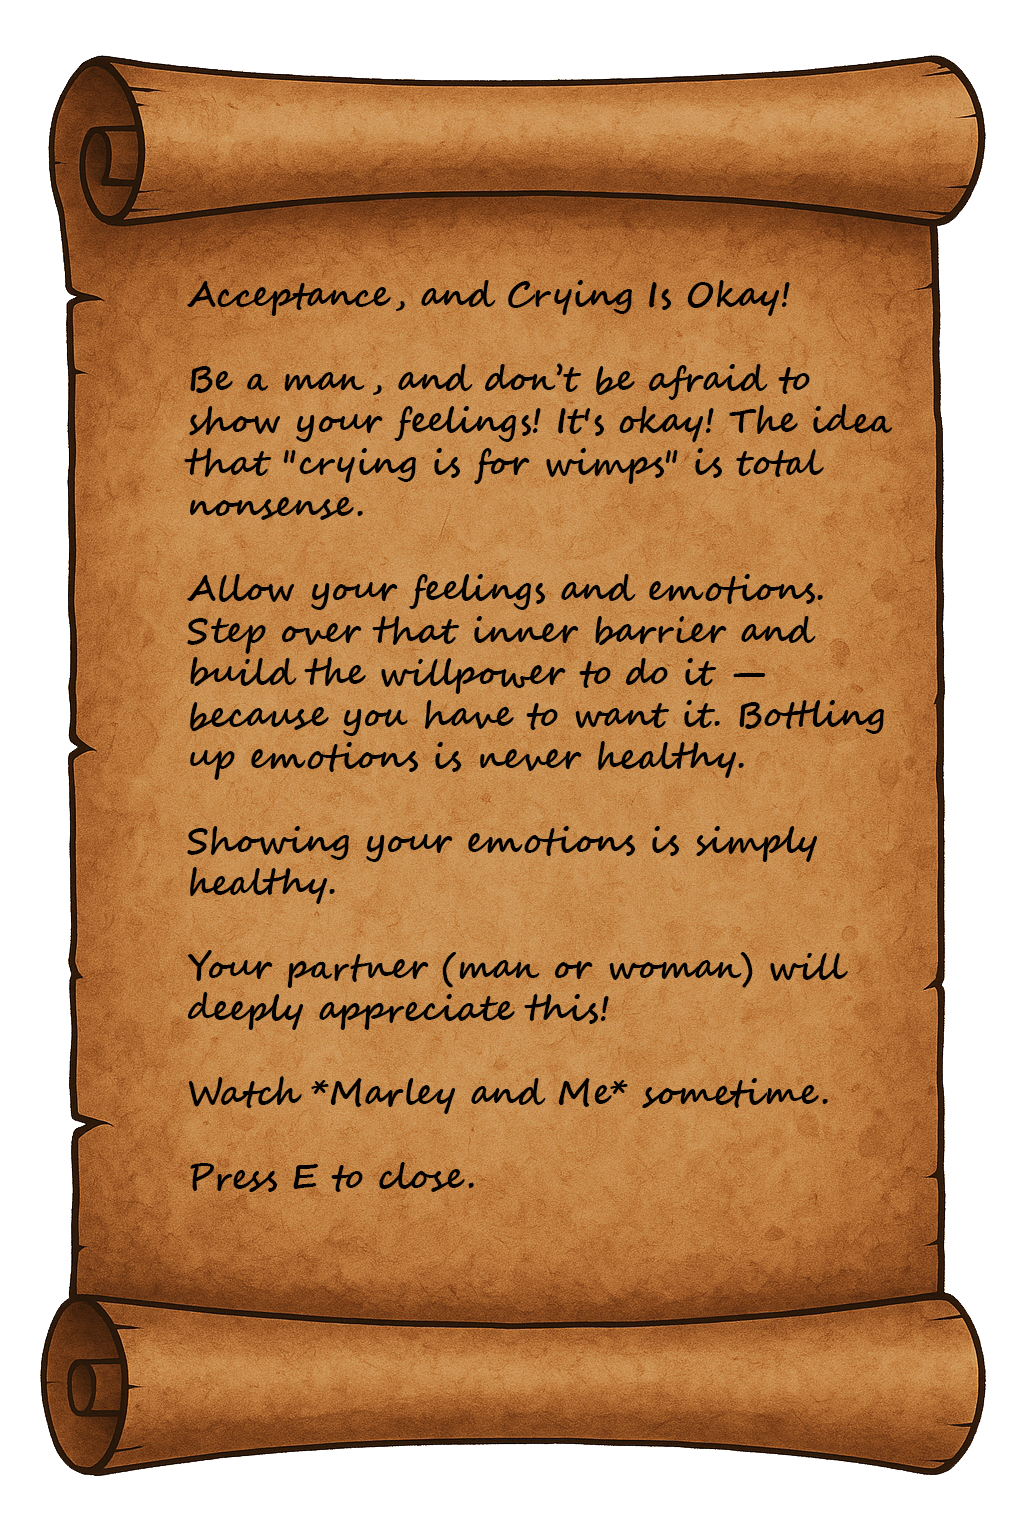 Acceptance, and Crying Is Okay!
Be a man, and don't be afraid to
show your feelings! It's okay! The idea
that "crying is for wimps" is total
nonsense.
Allow your feelings and emotions.
Step over that inner barrier and
build the willpower to do it —
because you have to want it. Bottling
up emotions is never healthy.
Showing your emotions is simply
healthy.
Your partner (man or woman) will
deeply appreciate this!
Watch *Marley and Me* sometime.
Press E to close.